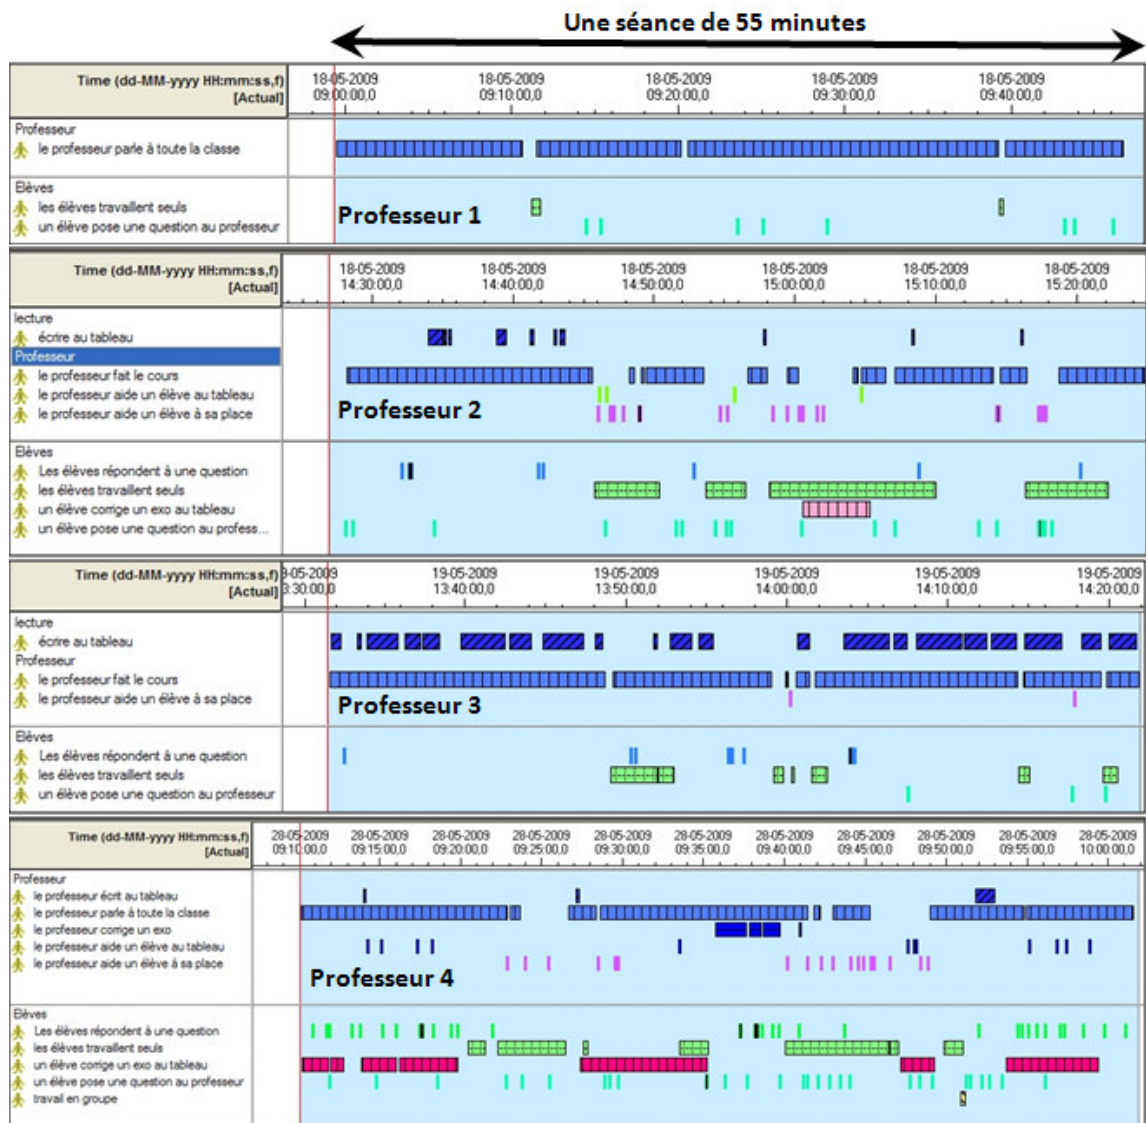 Une séance de 55 minutes
Time (dd-MM-yyyy HH:mm:ss,f) 18-05-2009 18-05-2009 18-05-2009 18-05-2009 18-05-2009
[Actual] 09:00:00,0 09:10:00,0 09:20:00,0 09:30:00,0 09:40:00,0
Professeur
le professeur parle à toute la classe
Elèves
les élèves travaillent seuls
Professeur 1
un élève pose une question au professeur
Time (dd-MM-yyyy HH:mm:ss,f) 18-05-2009 18-05-2009 18-05-2009 18-05-2009 18-05-2009 18-05-2009
[Actual] 14:30:00,0 14:40:00,0 14:50:00,0 15:00:00,0 15:10:00,0 15:20:00,0
lecture
écrire au tableau
Professeur
le professeur fait le cours
le professeur aide un élève au tableau
Professeur 2
le professeur aide un élève à sa place
Elèves
Les élèves répondent à une question
les élèves travaillent seuls
un élève corrige un exo au tableau
un élève pose une question au profess...
Time (dd-MM-yyyy HH:mm:ss,f) 9-05-2009 19-05-2009 19-05-2009 19-05-2009 19-05-2009 19-05-2009
[Actual] 3:30:00,0 13:40:00,0 13:50:00,0 14:00:00,0 14:10:00,0 14:20:00,0
lecture
écrire au tableau
Professeur
le professeur fait le cours
le professeur aide un élève à sa place
Professeur 3
Elèves
Les élèves répondent à une question
les élèves travaillent seuls
un élève pose une question au professeur
Time (dd-MM-yyyy HH:mm:ss,f) 28-05-2009 28-05-2009 28-05-2009 28-05-2009 28-05-2009 28-05-2009 28-05-2009 28-05-2009 28-05-2009 28-05-2009 28-05-2009
[Actual] 09:10:00,0 09:15:00,0 09:20:00,0 09:25:00,0 09:30:00,0 09:35:00,0 09:40:00,0 09:45:00,0 09:50:00,0 09:55:00,0 10:00:00,0
Professeur
le professeur écrit au tableau
le professeur parle à toute la classe
le professeur corrige un exo
le professeur aide un élève au tableau
le professeur aide un élève à sa place
Professeur 4
Elèves
Les élèves répondent à une question
les élèves travaillent seuls
un élève corrige un exo au tableau
un élève pose une question au professeur
travail en groupe